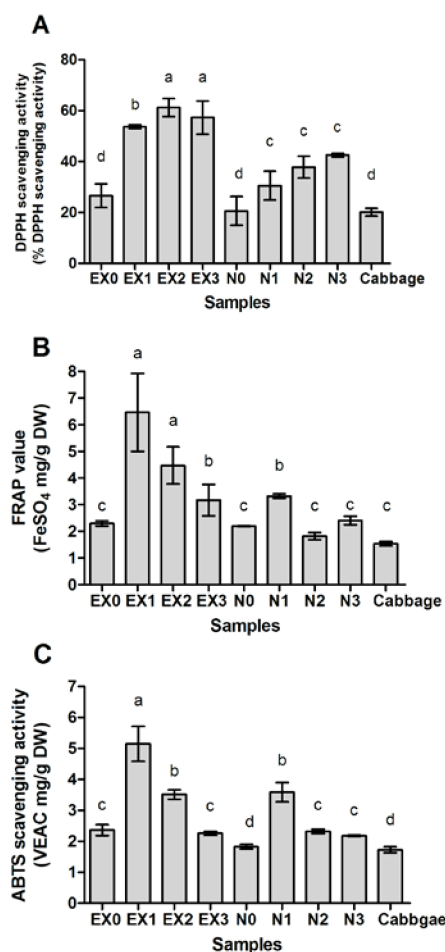 A
DPPH scavenging activity
(% DPPH scavenging activity)
80
60
40
20
0
d
b
a
a
d
c
c
c
d
EX0 EX1 EX2 EX3 N0 N1 N2 N3 Cabbage
Samples
B
FRAP value
(FeSO₄ mg/g DW)
8
7
6
5
4
3
2
1
0
c
a
a
b
c
b
c
c
c
EX0 EX1 EX2 EX3 N0 N1 N2 N3 Cabbage
Samples
C
ABTS scavenging activity
(VEAC mg/g DW)
7
6
5
4
3
2
1
0
c
a
b
c
d
b
c
c
d
EX0 EX1 EX2 EX3 N0 N1 N2 N3 Cabbgae
Samples